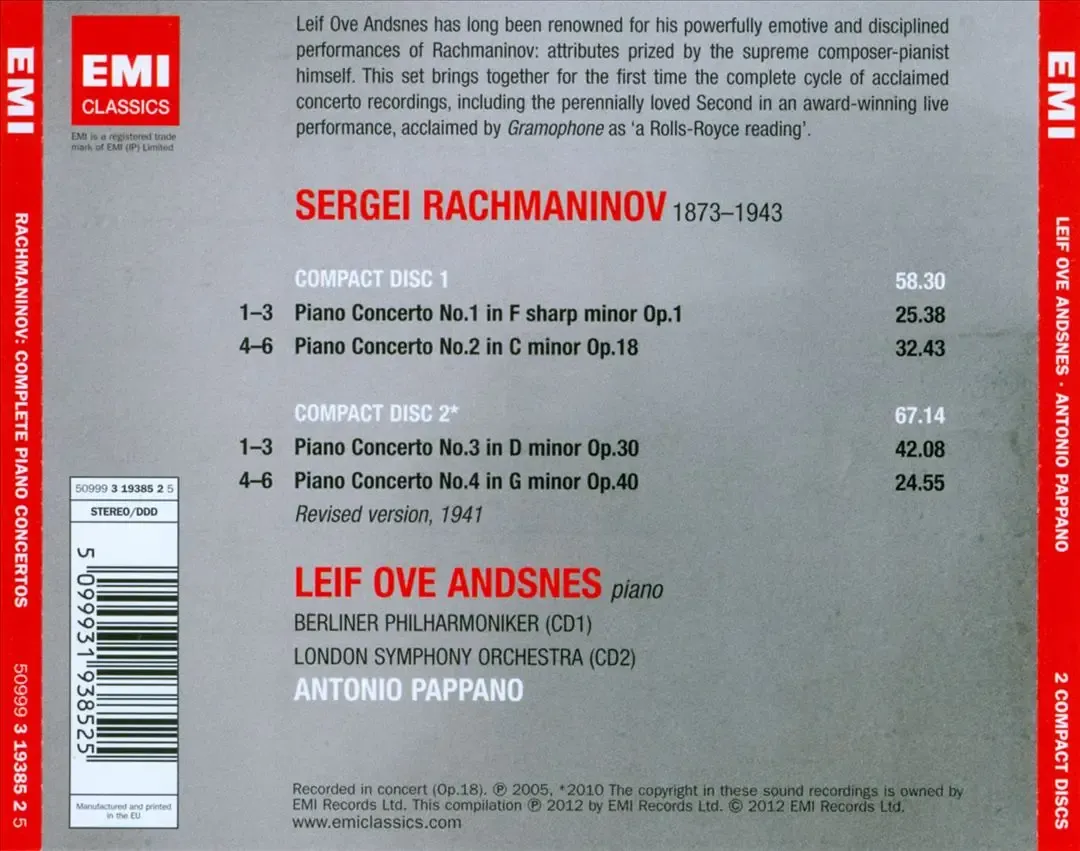 EMI
RACHMANINOV: COMPLETE PIANO CONCERTOS
50999 3 19385 2 5
EMI
CLASSICS
EMI is a registered trade
mark of EMI (IP) Limited
Leif Ove Andsnes has long been renowned for his powerfully emotive and disciplined
performances of Rachmaninov: attributes prized by the supreme composer-pianist
himself. This set brings together for the first time the complete cycle of acclaimed
concerto recordings, including the perennially loved Second in an award-winning live
performance, acclaimed by Gramophone as ‘a Rolls-Royce reading’.
SERGEI RACHMANINOV 1873–1943
COMPACT DISC 1 58.30
1–3 Piano Concerto No.1 in F sharp minor Op.1 25.38
4–6 Piano Concerto No.2 in C minor Op.18 32.43
COMPACT DISC 2* 67.14
1–3 Piano Concerto No.3 in D minor Op.30 42.08
4–6 Piano Concerto No.4 in G minor Op.40 24.55
Revised version, 1941
LEIF OVE ANDSNES piano
BERLINER PHILHARMONIKER (CD1)
LONDON SYMPHONY ORCHESTRA (CD2)
ANTONIO PAPPANO
50999 3 19385 2 5
STEREO/DDD
5 099931 938525
Manufactured and printed
in the EU
Recorded in concert (Op.18). ℗ 2005, *2010 The copyright in these sound recordings is owned by
EMI Records Ltd. This compilation ℗ 2012 by EMI Records Ltd. © 2012 EMI Records Ltd.
www.emiclassics.com
EMI
LEIF OVE ANDSNES · ANTONIO PAPPANO
2 COMPACT DISCS